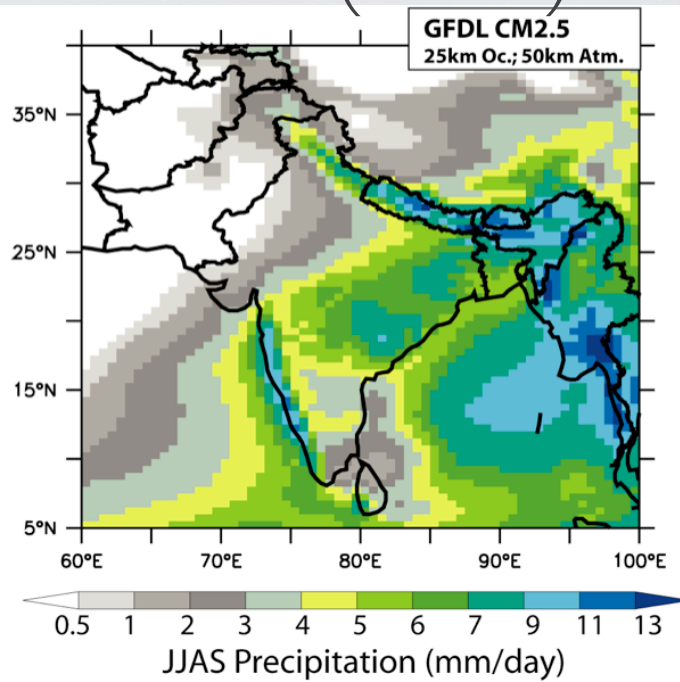 GFDL CM2.5
25km Oc.; 50km Atm.
35°N
25°N
15°N
5°N
60°E 70°E 80°E 90°E 100°E
0.5 1 2 3 4 5 6 7 9 11 13
JJAS Precipitation (mm/day)